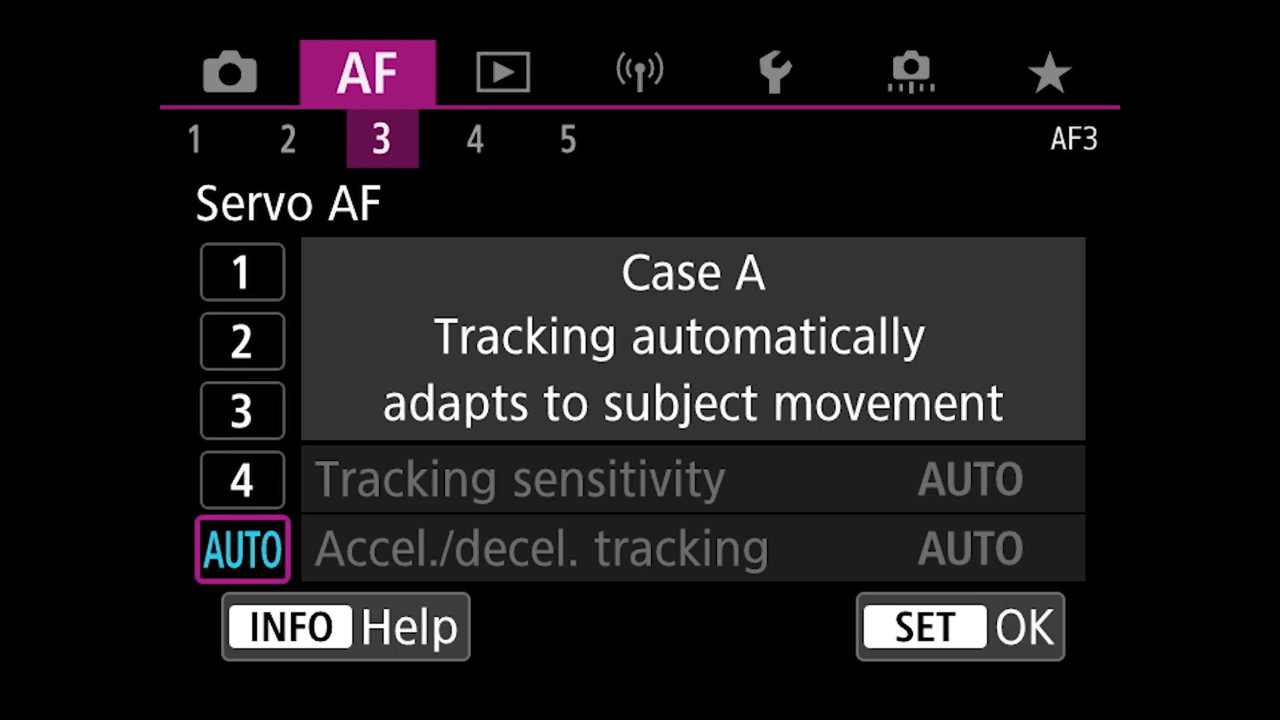 AF
1 2 3 4 5 AF3
Servo AF
1 Case A
2 Tracking automatically
3 adapts to subject movement
4 Tracking sensitivity AUTO
AUTO Accel./decel. tracking AUTO
INFO Help SET OK